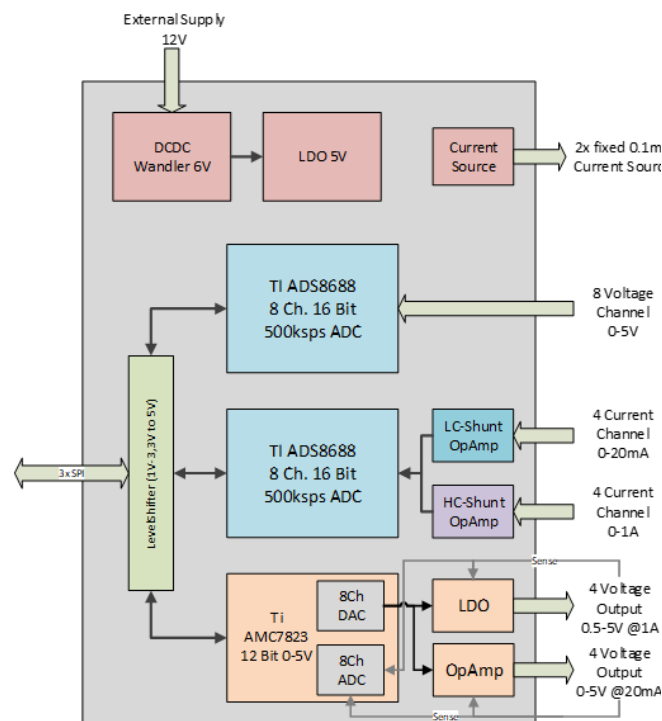 External Supply
12V
DCDC
Wandler 6V
LDO 5V
Current
Source
2x fixed 0.1m
Current Sourc
TI ADS8688
8 Ch. 16 Bit
500ksps ADC
8 Voltage
Channel
0-5V
LevelShifter (1V- 3,3V to 5V)
3x SPI
TI ADS8688
8 Ch. 16 Bit
500ksps ADC
LC-Shunt
OpAmp
4 Current
Channel
0-20mA
HC-Shunt
OpAmp
4 Current
Channel
0-1A
Sense
Ti
AMC7823
12 Bit 0-5V
8Ch
DAC
8Ch
ADC
LDO
4 Voltage
Output
0.5-5V @1A
OpAmp
4 Voltage
Output
0-5V @20mA
Sense